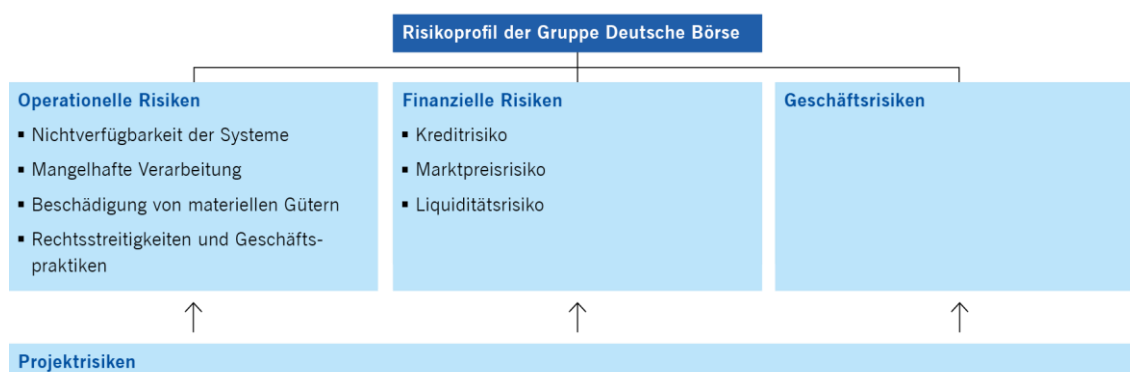 Risikoprofil der Gruppe Deutsche Börse
Operationelle Risiken
▪ Nichtverfügbarkeit der Systeme
▪ Mangelhafte Verarbeitung
▪ Beschädigung von materiellen Gütern
▪ Rechtsstreitigkeiten und Geschäfts-
praktiken
Finanzielle Risiken
▪ Kreditrisiko
▪ Marktpreisrisiko
▪ Liquiditätsrisiko
Geschäftsrisiken
Projektrisiken